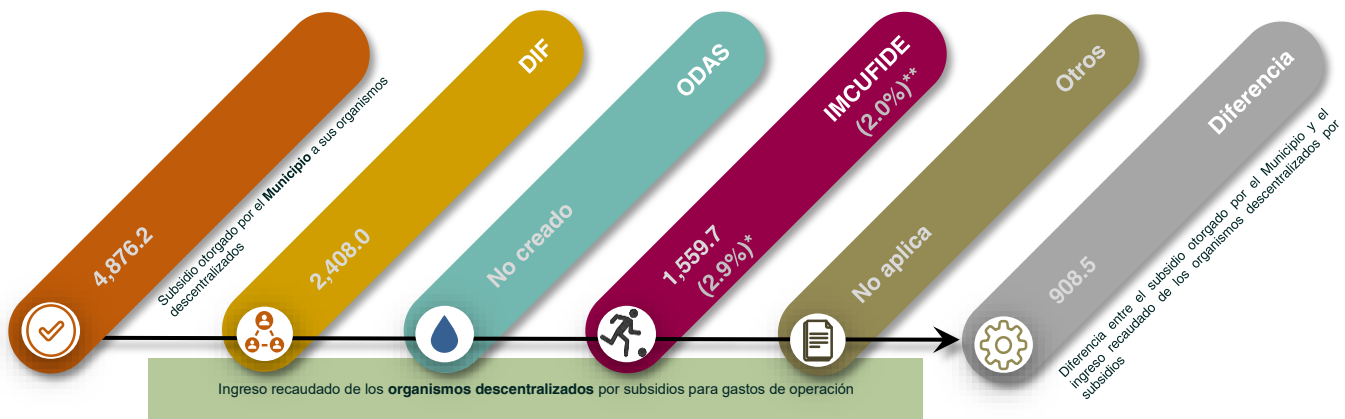 4,876.2
Subsidio otorgado por el Municipio a sus organismos
descentralizados
DIF
2,408.0
ODAS
No creado
IMCUFIDE
(2.0%)**
1,559.7
(2.9%)*
Otros
No aplica
Diferencia
908.5
Diferencia entre el subsidio otorgado por el Municipio y el
ingreso recaudado de los organismos descentralizados por
subsidios
Ingreso recaudado de los organismos descentralizados por subsidios para gastos de operación